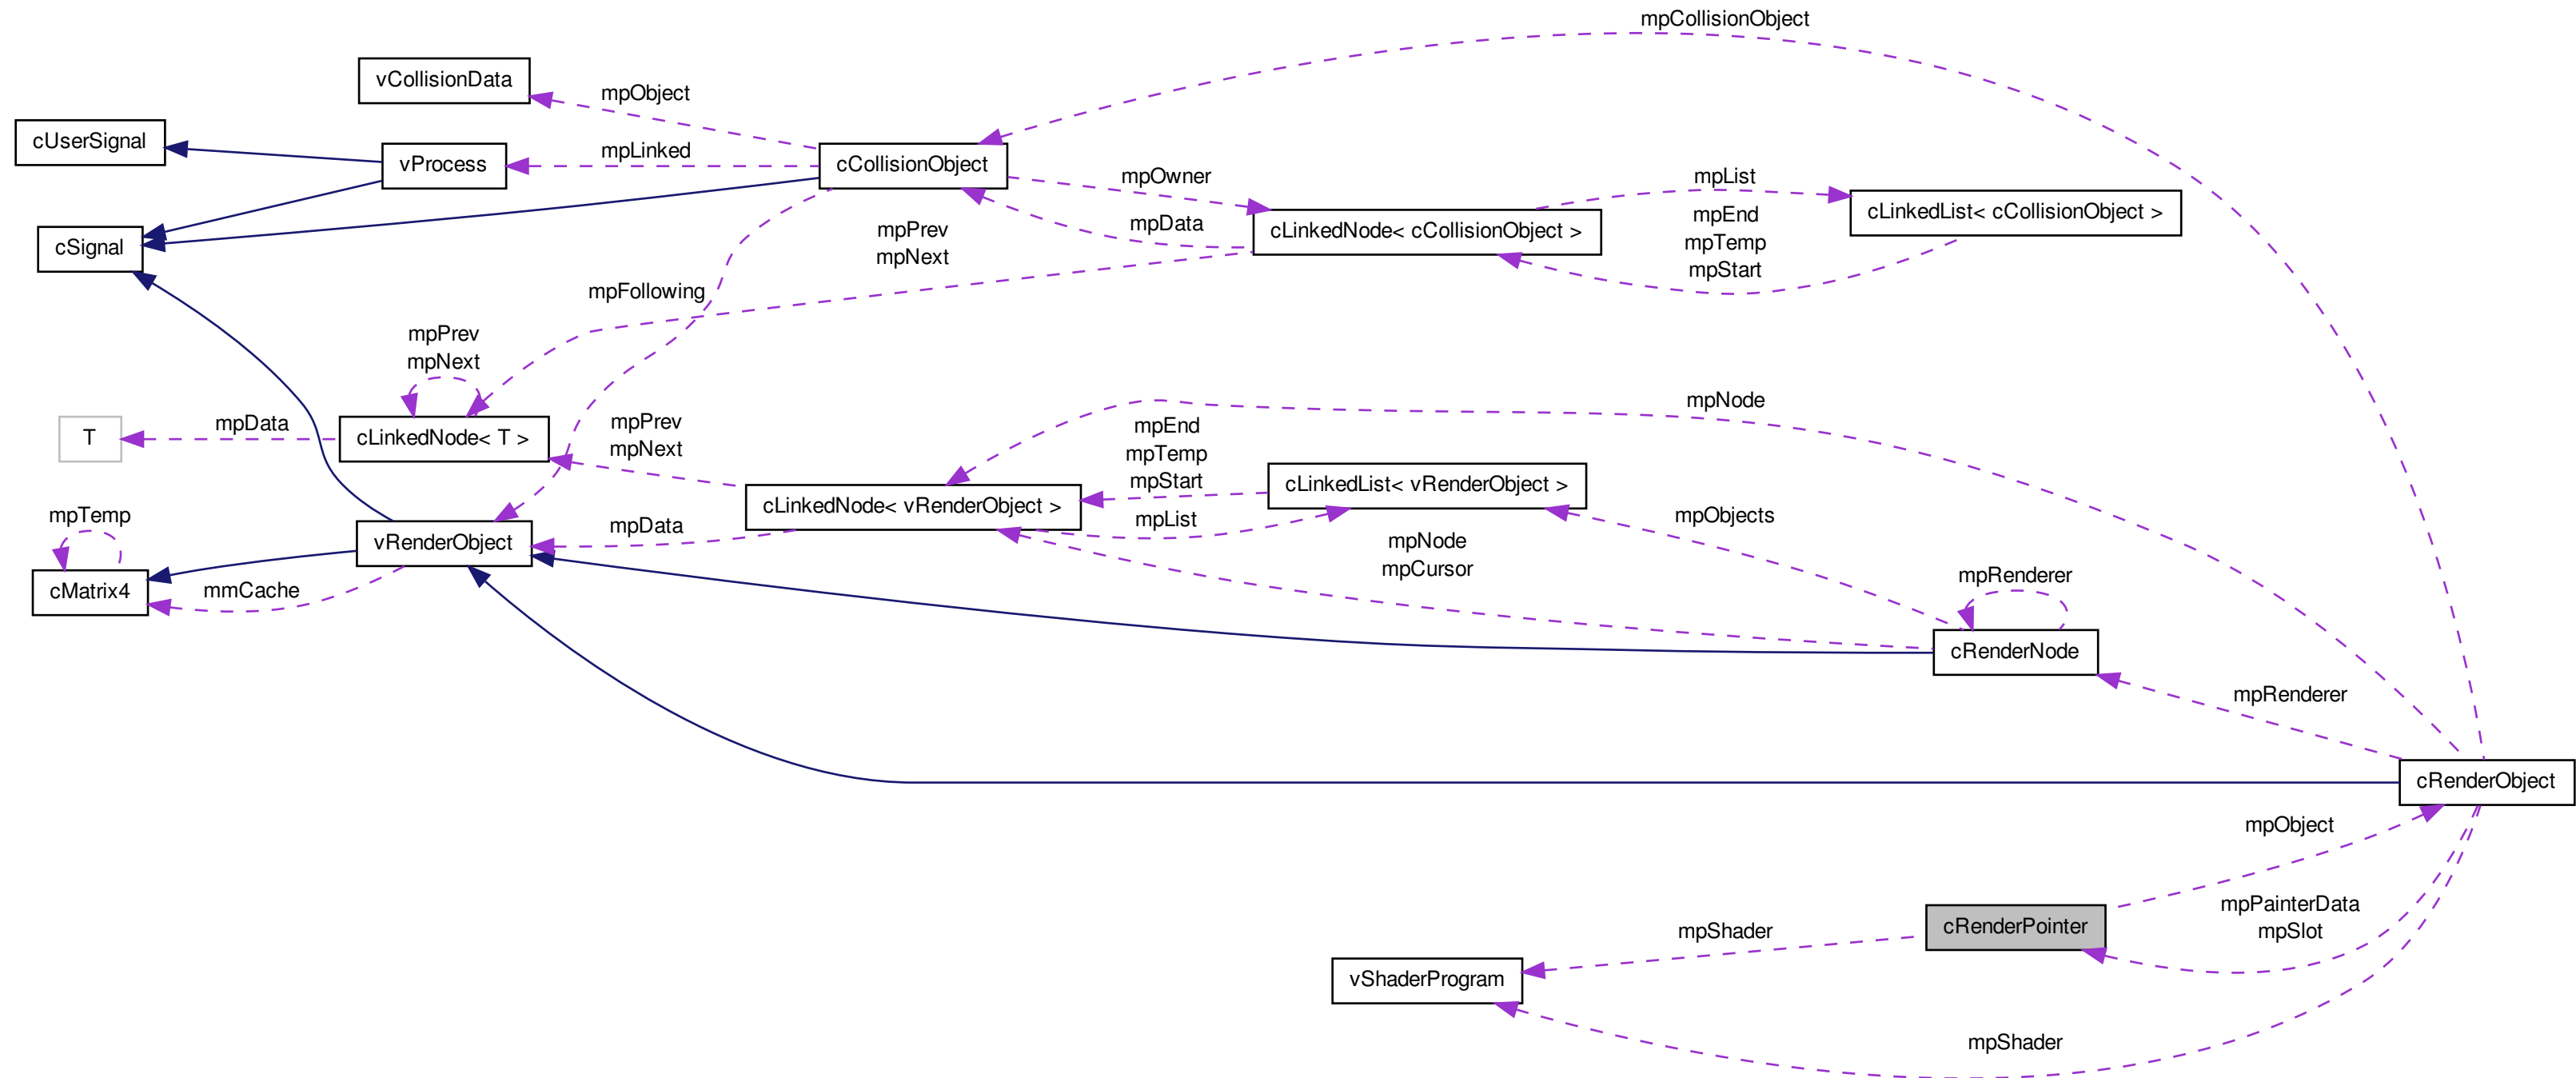 mpCollisionObject
vCollisionData
mpObject
cUserSignal
vProcess
mpLinked
cCollisionObject
mpOwner
mpList
cLinkedList< cCollisionObject >
cSignal
mpPrev
mpNext
mpData
cLinkedNode< cCollisionObject >
mpEnd
mpTemp
mpStart
mpFollowing
mpPrev
mpNext
T
mpData
cLinkedNode< T >
mpPrev
mpNext
mpNode
mpEnd
mpTemp
mpStart
cLinkedList< vRenderObject >
cLinkedNode< vRenderObject >
mpList
mpObjects
mpTemp
vRenderObject
mpData
mpNode
mpCursor
cMatrix4
mmCache
mpRenderer
cRenderNode
mpRenderer
cRenderObject
mpObject
cRenderPointer
mpPainterData
mpSlot
mpShader
vShaderProgram
mpShader